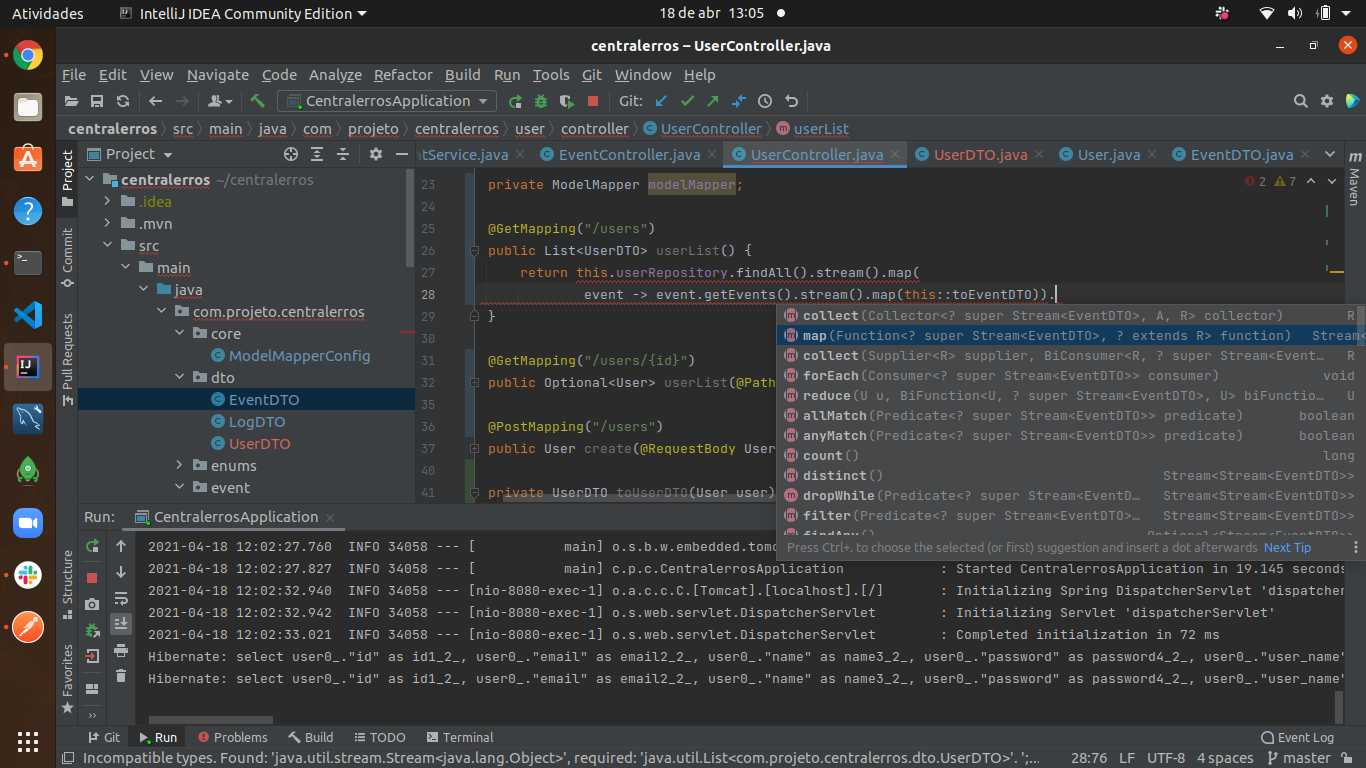 Atividades
IntelliJ IDEA Community Edition
18 de abr 13:05
centralerros – UserController.java
File Edit View Navigate Code Analyze Refactor Build Run Tools Git Window Help
CentralerrosApplication
Git:
centralerros src main java com projeto centralerros user controller UserController userList
Project
ntService.java EventController.java UserController.java UserDTO.java User.java EventDTO.java
centralerros ~/centralerros
.idea
.mvn
src
main
java
com.projeto.centralerros
core
ModelMapperConfig
dto
EventDTO
LogDTO
UserDTO
enums
event
Project
Commit
Pull Requests
Structure
Favorites
Maven
2 7
23 private ModelMapper modelMapper;
24
25 @GetMapping("/users")
26 public List<UserDTO> userList() {
27 return this.userRepository.findAll().stream().map(
28 event -> event.getEvents().stream().map(this::toEventDTO)).
29 }
30
31 @GetMapping("/users/{id}")
32 public Optional<User> userList(@Path
35
36 @PostMapping("/users")
37 public User create(@RequestBody User
40
41 private UserDTO toUserDTO(User user)
collect(Collector<? super Stream<EventDTO>, A, R> collector) R
map(Function<? super Stream<EventDTO>, ? extends R> function) Stream<
collect(Supplier<R> supplier, BiConsumer<R, ? super Stream<Event… R
forEach(Consumer<? super Stream<EventDTO>> consumer) void
reduce(U u, BiFunction<U, ? super Stream<EventDTO>, U> biFunctio… U
allMatch(Predicate<? super Stream<EventDTO>> predicate) boolean
anyMatch(Predicate<? super Stream<EventDTO>> predicate) boolean
count() long
distinct() Stream<Stream<EventDTO>>
dropWhile(Predicate<? super Stream<EventD… Stream<Stream<EventDTO>>
filter(Predicate<? super Stream<EventDTO>… Stream<Stream<EventDTO>>
Press Ctrl+. to choose the selected (or first) suggestion and insert a dot afterwards Next Tip
Run: CentralerrosApplication
2021-04-18 12:02:27.760 INFO 34058 --- [ main] o.s.b.w.embedded.tomc
2021-04-18 12:02:27.827 INFO 34058 --- [ main] c.p.c.CentralerrosApplication : Started CentralerrosApplication in 19.145 seconds
2021-04-18 12:02:32.940 INFO 34058 --- [nio-8080-exec-1] o.a.c.c.C.[Tomcat].[localhost].[/] : Initializing Spring DispatcherServlet 'dispatcher
2021-04-18 12:02:32.942 INFO 34058 --- [nio-8080-exec-1] o.s.web.servlet.DispatcherServlet : Initializing Servlet 'dispatcherServlet'
2021-04-18 12:02:33.021 INFO 34058 --- [nio-8080-exec-1] o.s.web.servlet.DispatcherServlet : Completed initialization in 72 ms
Hibernate: select user0_."id" as id1_2_, user0_."email" as email2_2_, user0_."name" as name3_2_, user0_."password" as password4_2_, user0_."user_name"
Hibernate: select user0_."id" as id1_2_, user0_."email" as email2_2_, user0_."name" as name3_2_, user0_."password" as password4_2_, user0_."user_name"
Git Run Problems Build TODO Terminal Event Log
Incompatible types. Found: 'java.util.stream.Stream<java.lang.Object>', required: 'java.util.List<com.projeto.centralerros.dto.UserDTO>'. ';... 28:76 LF UTF-8 4 spaces master